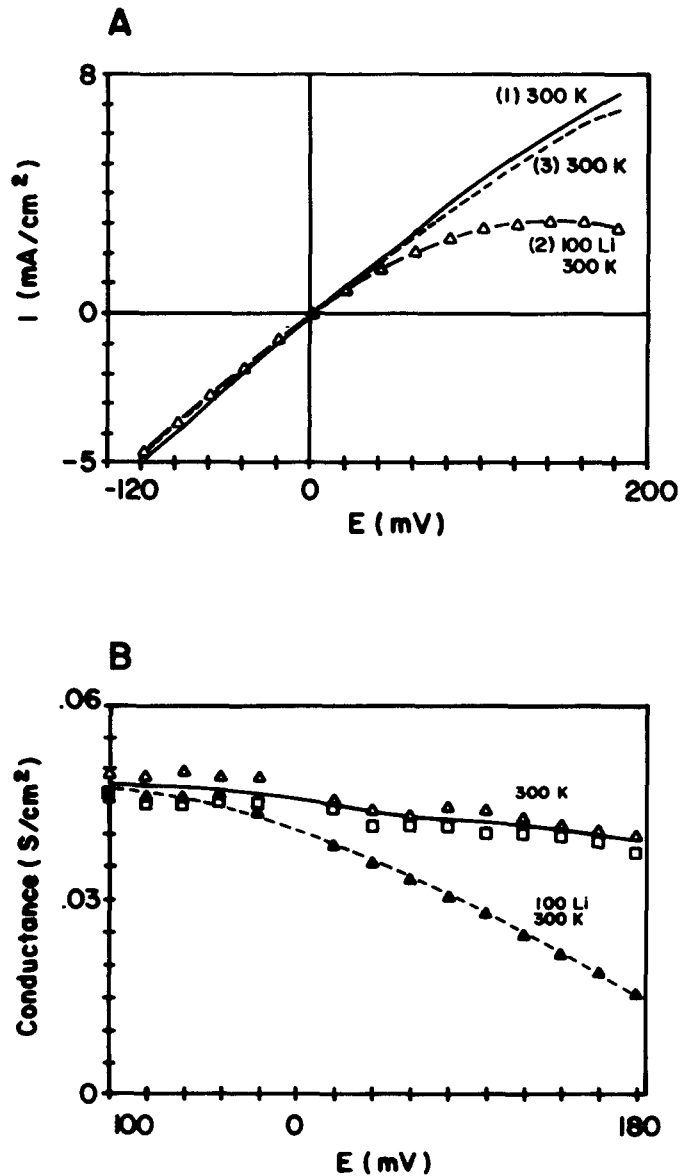 A
8
(1) 300 K
(3) 300 K
(2) 100 Li
300 K
I (mA/cm²)
0
-5
-120
0
200
E (mV)
B
.06
300 K
Conductance (S/cm²)
.03
100 Li
300 K
0
100
0
180
E (mV)